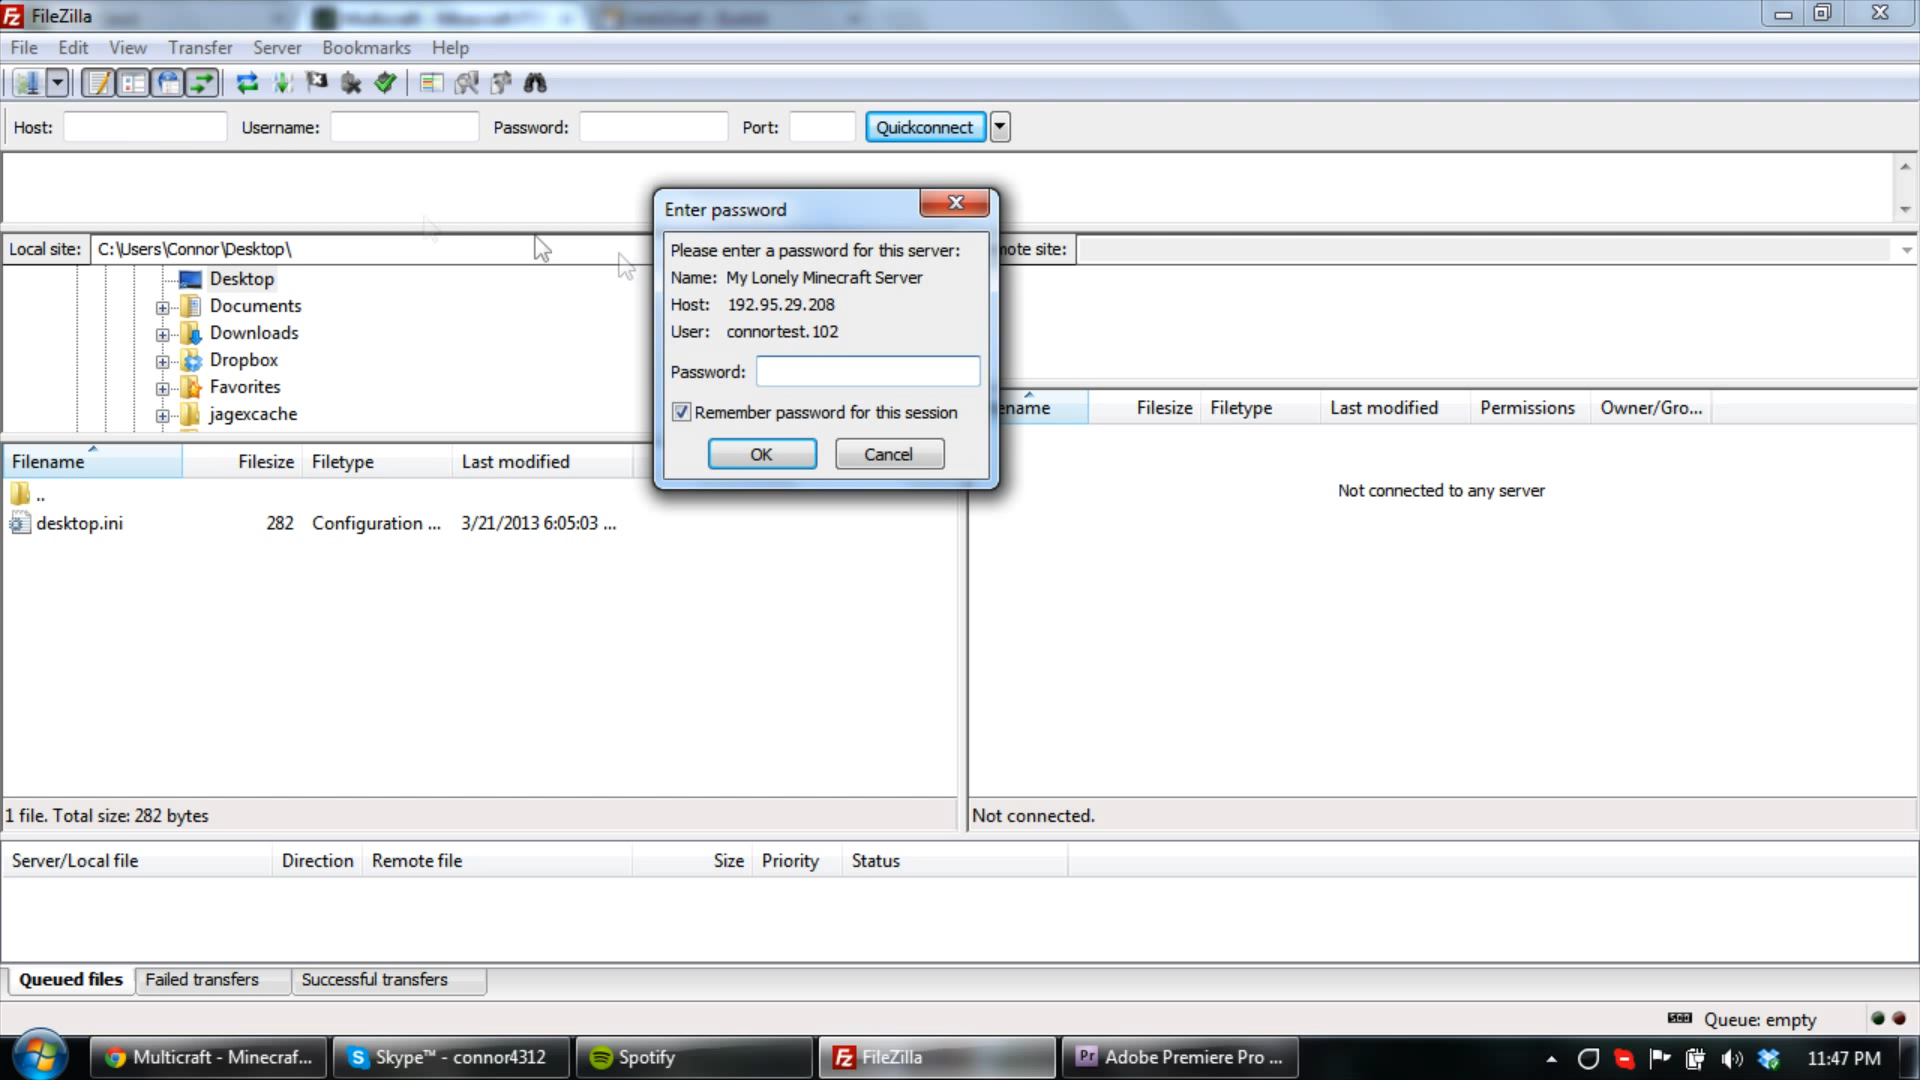 FileZilla
File Edit View Transfer Server Bookmarks Help
Host: Username: Password: Port: Quickconnect
Enter password
Please enter a password for this server:
Name: My Lonely Minecraft Server
Host: 192.95.29.208
User: connortest.102
Password:
Remember password for this session
OK Cancel
Local site: C:\Users\Connor\Desktop\
Desktop
Documents
Downloads
Dropbox
Favorites
jagexcache
Filename Filesize Filetype Last modified
..
desktop.ini 282 Configuration ... 3/21/2013 6:05:03 ...
1 file. Total size: 282 bytes
ote site:
ename Filesize Filetype Last modified Permissions Owner/Gro...
Not connected to any server
Not connected.
Server/Local file Direction Remote file Size Priority Status
Queued files Failed transfers Successful transfers
Queue: empty
Multicraft - Minecraf... Skype™ - connor4312 Spotify FileZilla Adobe Premiere Pro ... 11:47 PM